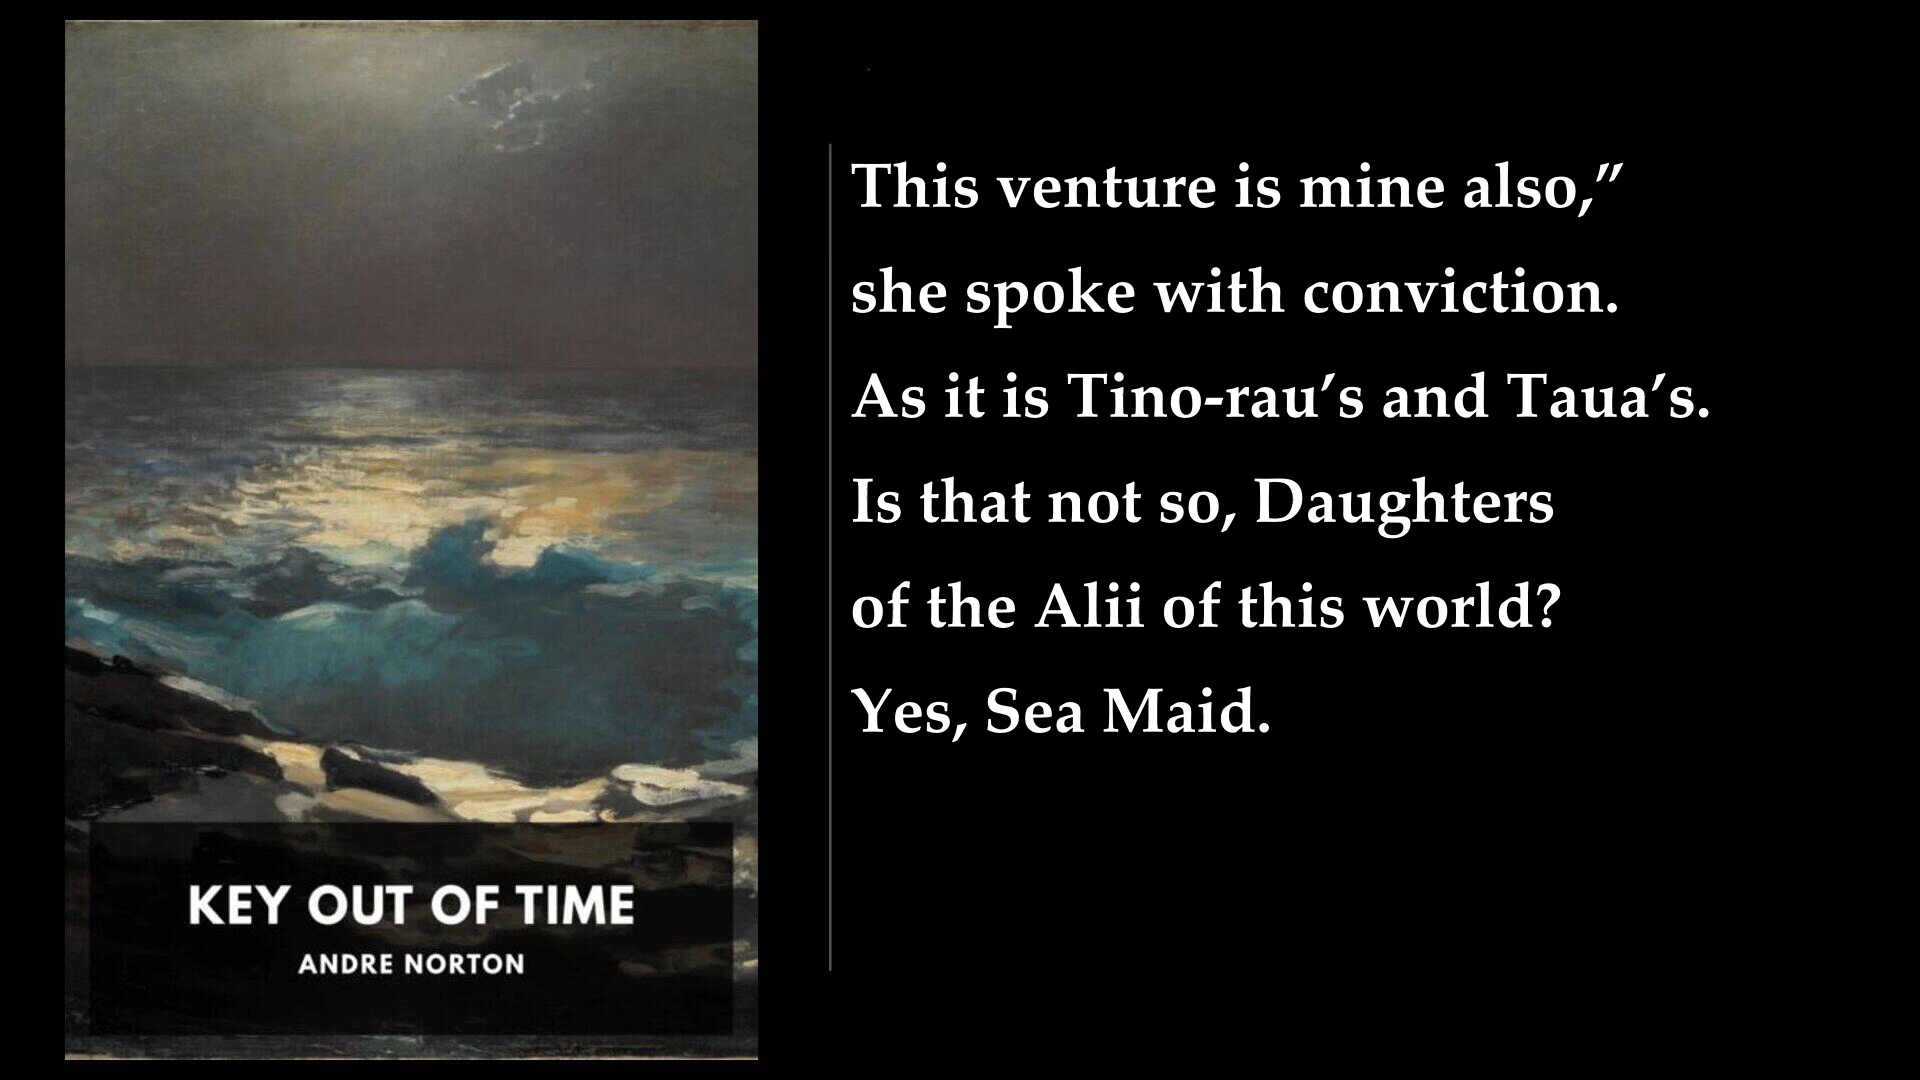 This venture is mine also,”
she spoke with conviction.
As it is Tino-rau’s and Taua’s.
Is that not so, Daughters
of the Alii of this world?
Yes, Sea Maid.
KEY OUT OF TIME
ANDRE NORTON